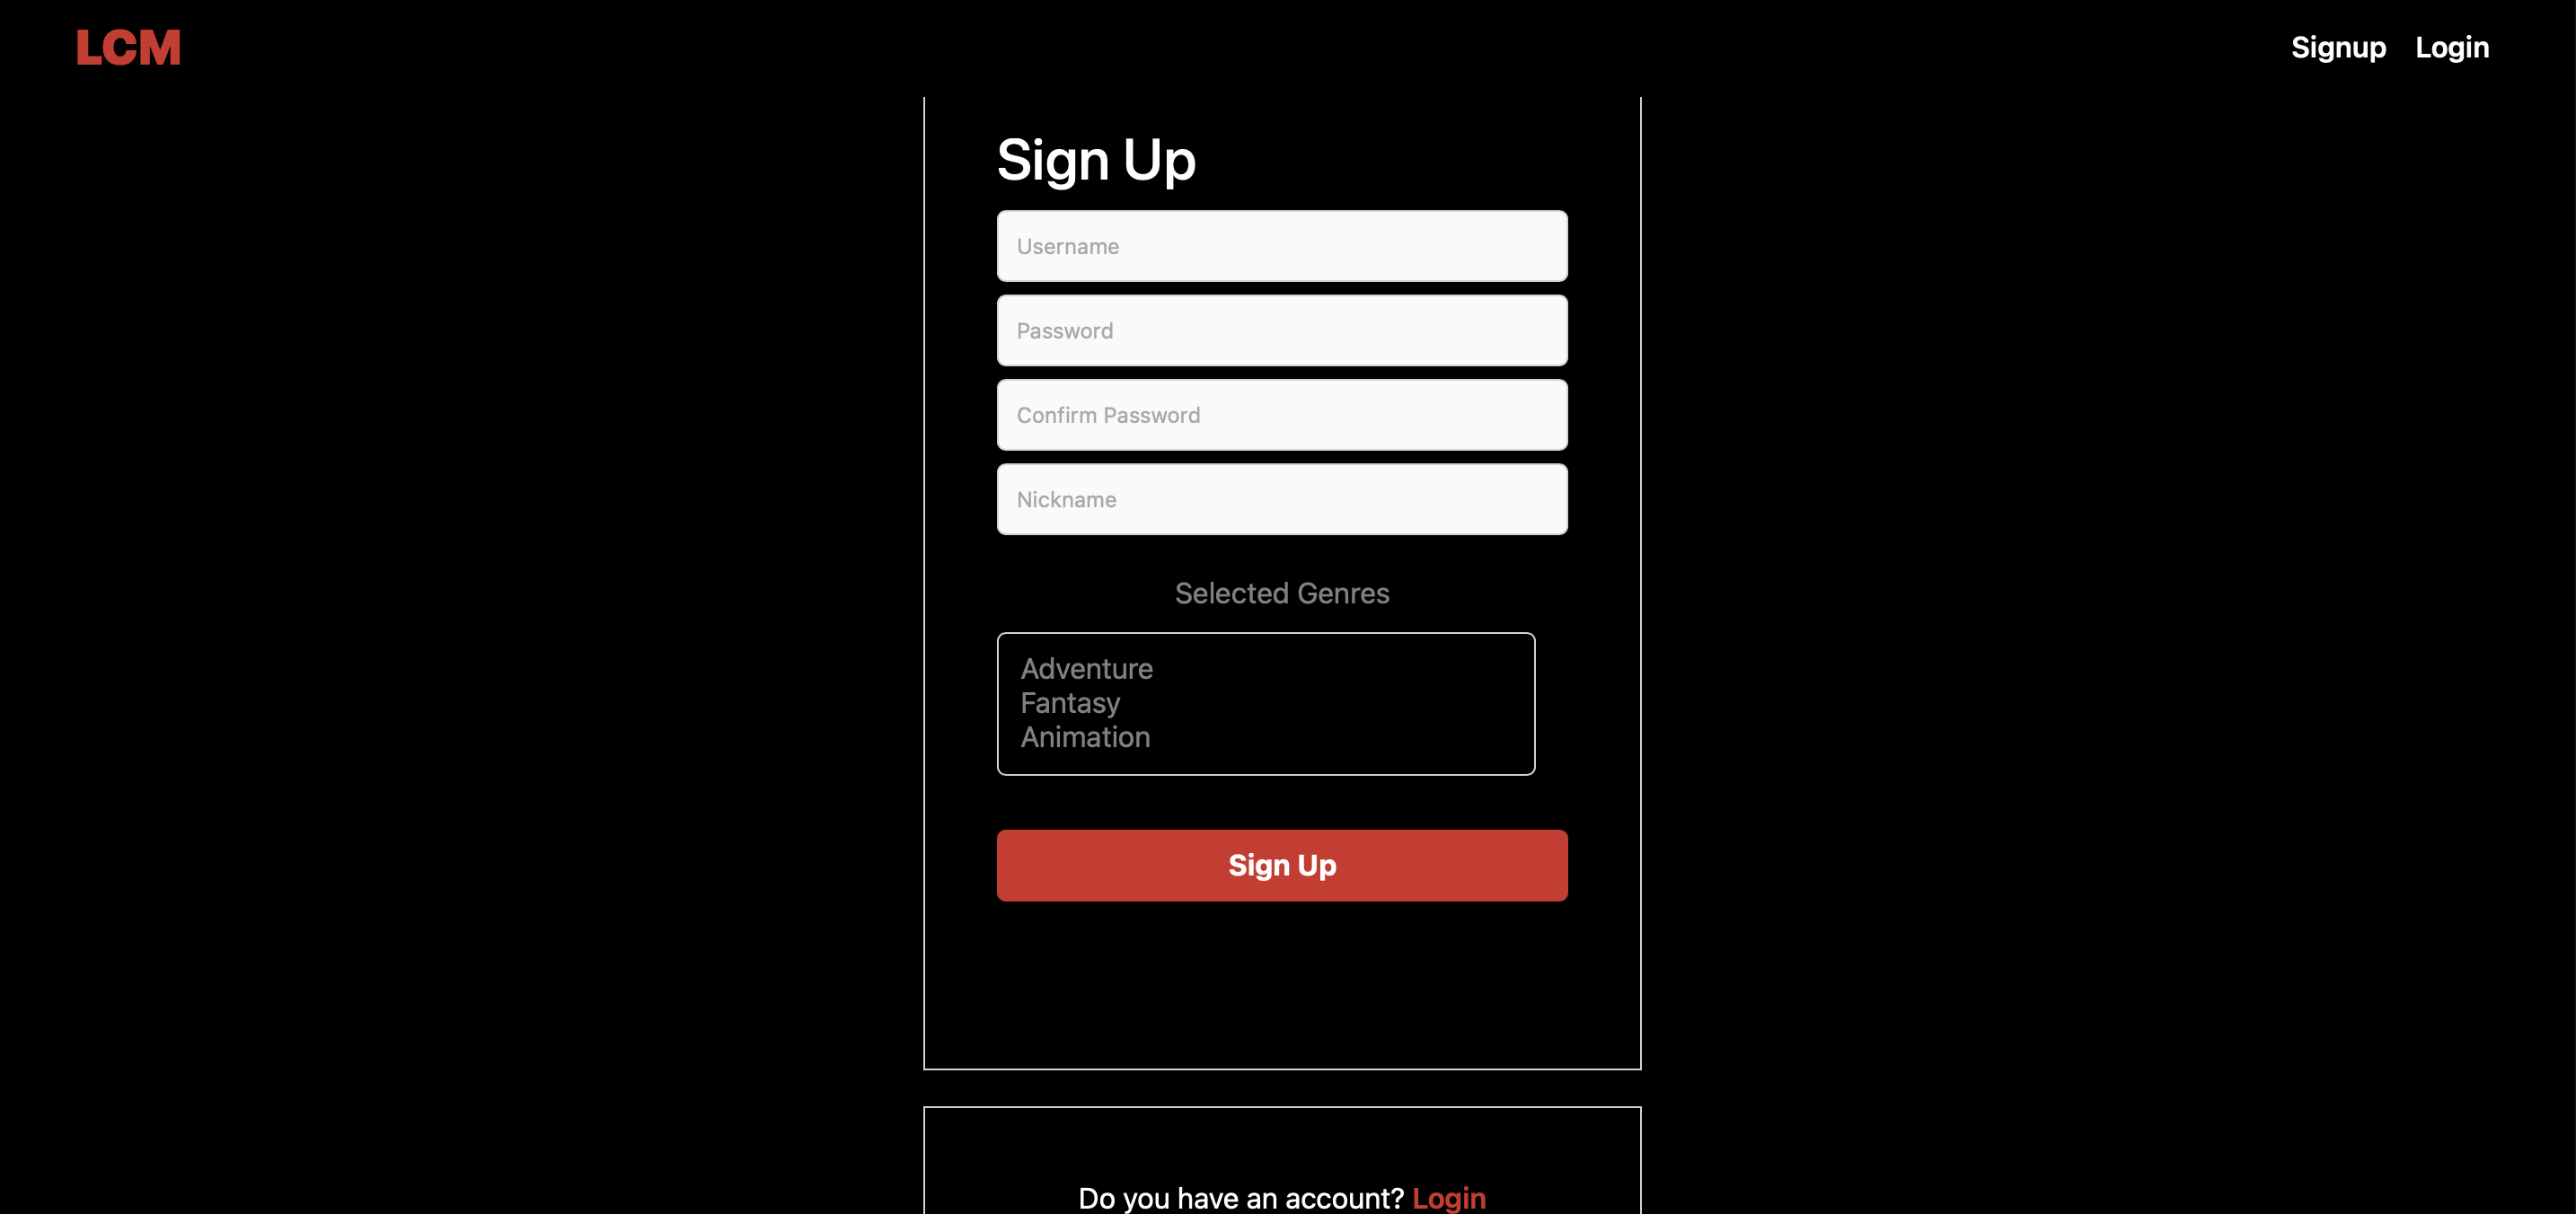 LCM
Signup Login
Sign Up
Username
Password
Confirm Password
Nickname
Selected Genres
Adventure
Fantasy
Animation
Sign Up
Do you have an account? Login